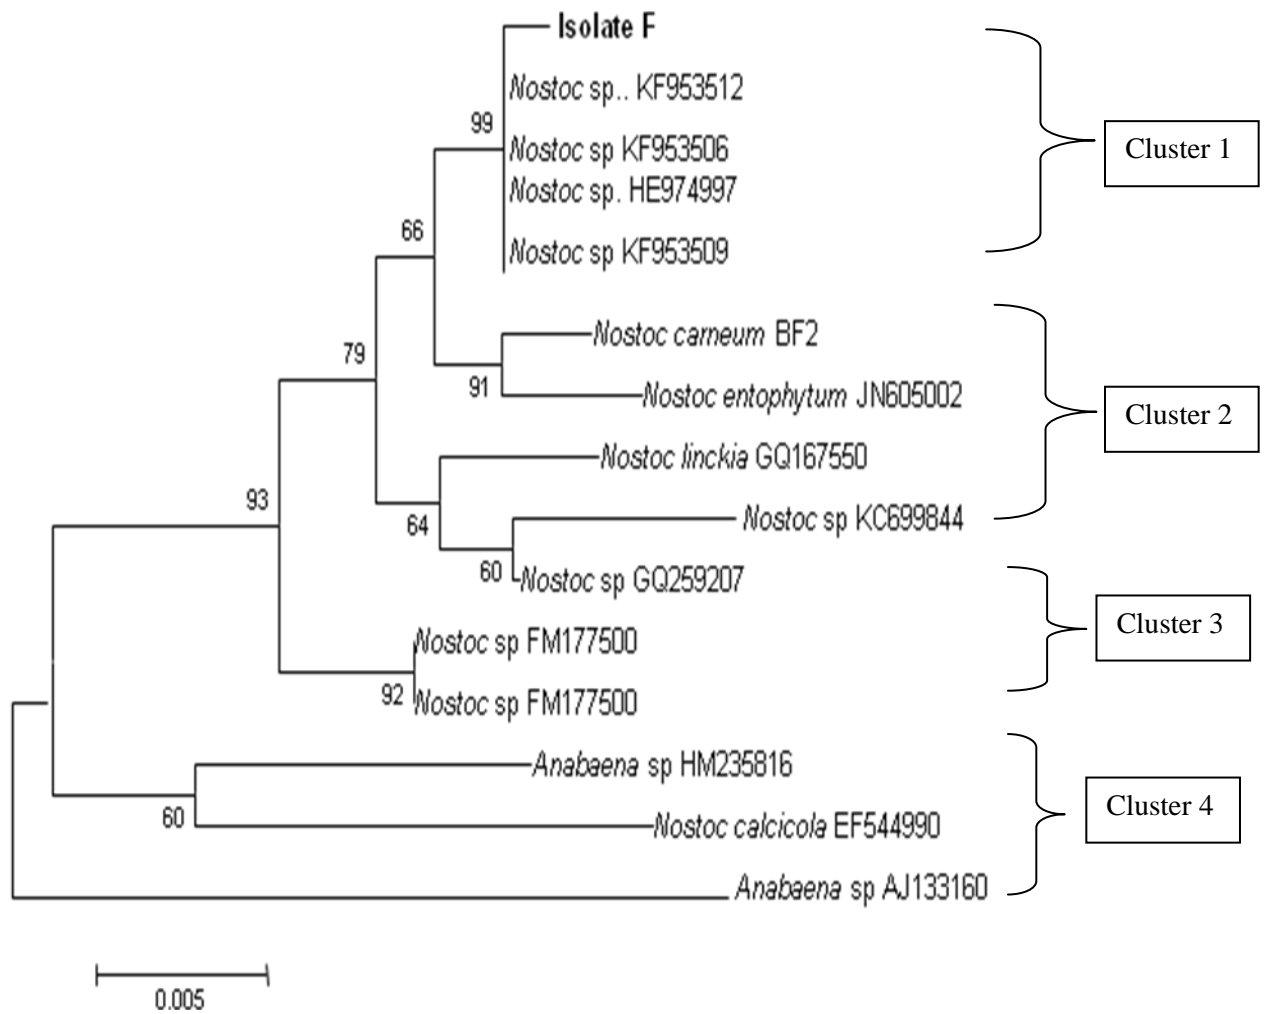 Isolate F
Nostoc sp.. KF953512
99
Nostoc sp KF953506
Cluster 1
Nostoc sp. HE974997
66
Nostoc sp KF953509
Nostoc carneum BF2
79
91
Nostoc entophytum JN605002
Cluster 2
Nostoc linckia GQ167550
93
64
Nostoc sp KC699844
60
Nostoc sp GQ259207
Cluster 3
Nostoc sp FM177500
92
Nostoc sp FM177500
Anabaena sp HM235816
60
Cluster 4
Nostoc calcicola EF544990
Anabaena sp AJ133160
0.005